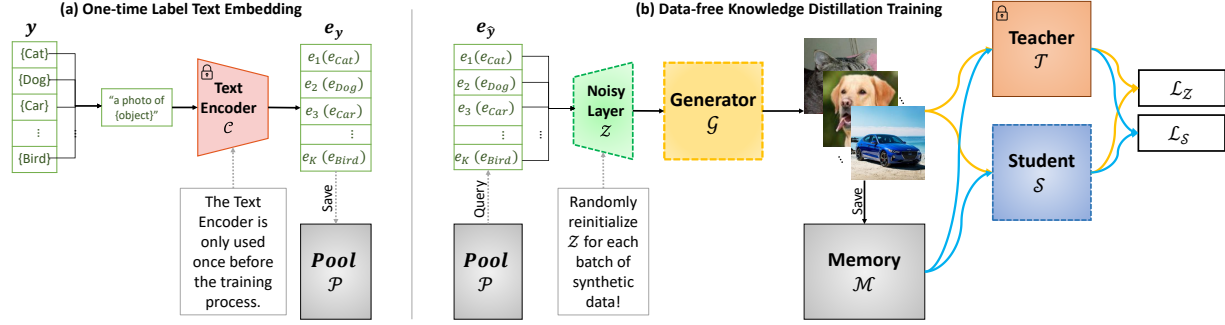 (a) One-time Label Text Embedding
y
{Cat}
{Dog}
{Car}
⋮
{Bird}
"a photo of
{object}"
Text
Encoder
𝒞
The Text
Encoder is
only used
once before
the training
process.
e_y
e_1(e_Cat)
e_2(e_Dog)
e_3(e_Car)
⋮
e_K(e_Bird)
Save
Pool
𝒫
(b) Data-free Knowledge Distillation Training
e_ŷ
e_1(e_Cat)
e_2(e_Dog)
e_3(e_Car)
⋮
e_K(e_Bird)
Query
Pool
𝒫
Noisy
Layer
𝒵
Randomly
reinitialize
𝒵 for each
batch of
synthetic
data!
Generator
𝒢
Save
Memory
ℳ
Teacher
𝒯
Student
𝒮
ℒ_𝒵
ℒ_𝒮